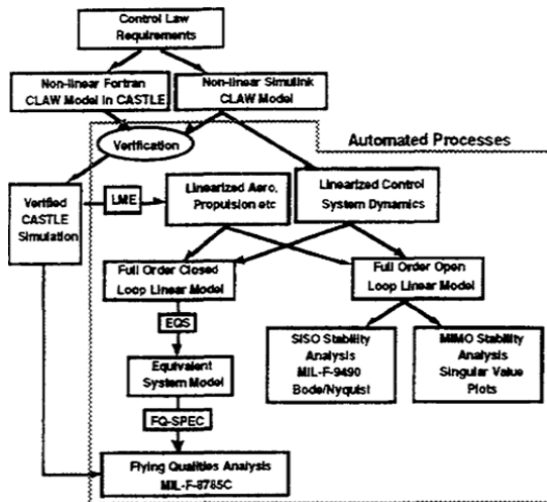 Control Law
Requirements
Non-linear Fortran
CLAW Model in CASTLE
Non-linear Simulink
CLAW Model
Verification
Automated Processes
Verified
CASTLE
Simulation
LME
Linearized Aero,
Propulsion etc
Linearized Control
System Dynamics
Full Order Closed
Loop Linear Model
Full Order Open
Loop Linear Model
EQS
Equivalent
System Model
SISO Stability
Analysis
MIL-F-9490
Bode/Nyquist
MIMO Stability
Analysis
Singular Value
Plots
FQ-SPEC
Flying Qualities Analysis
MIL-F-8785C